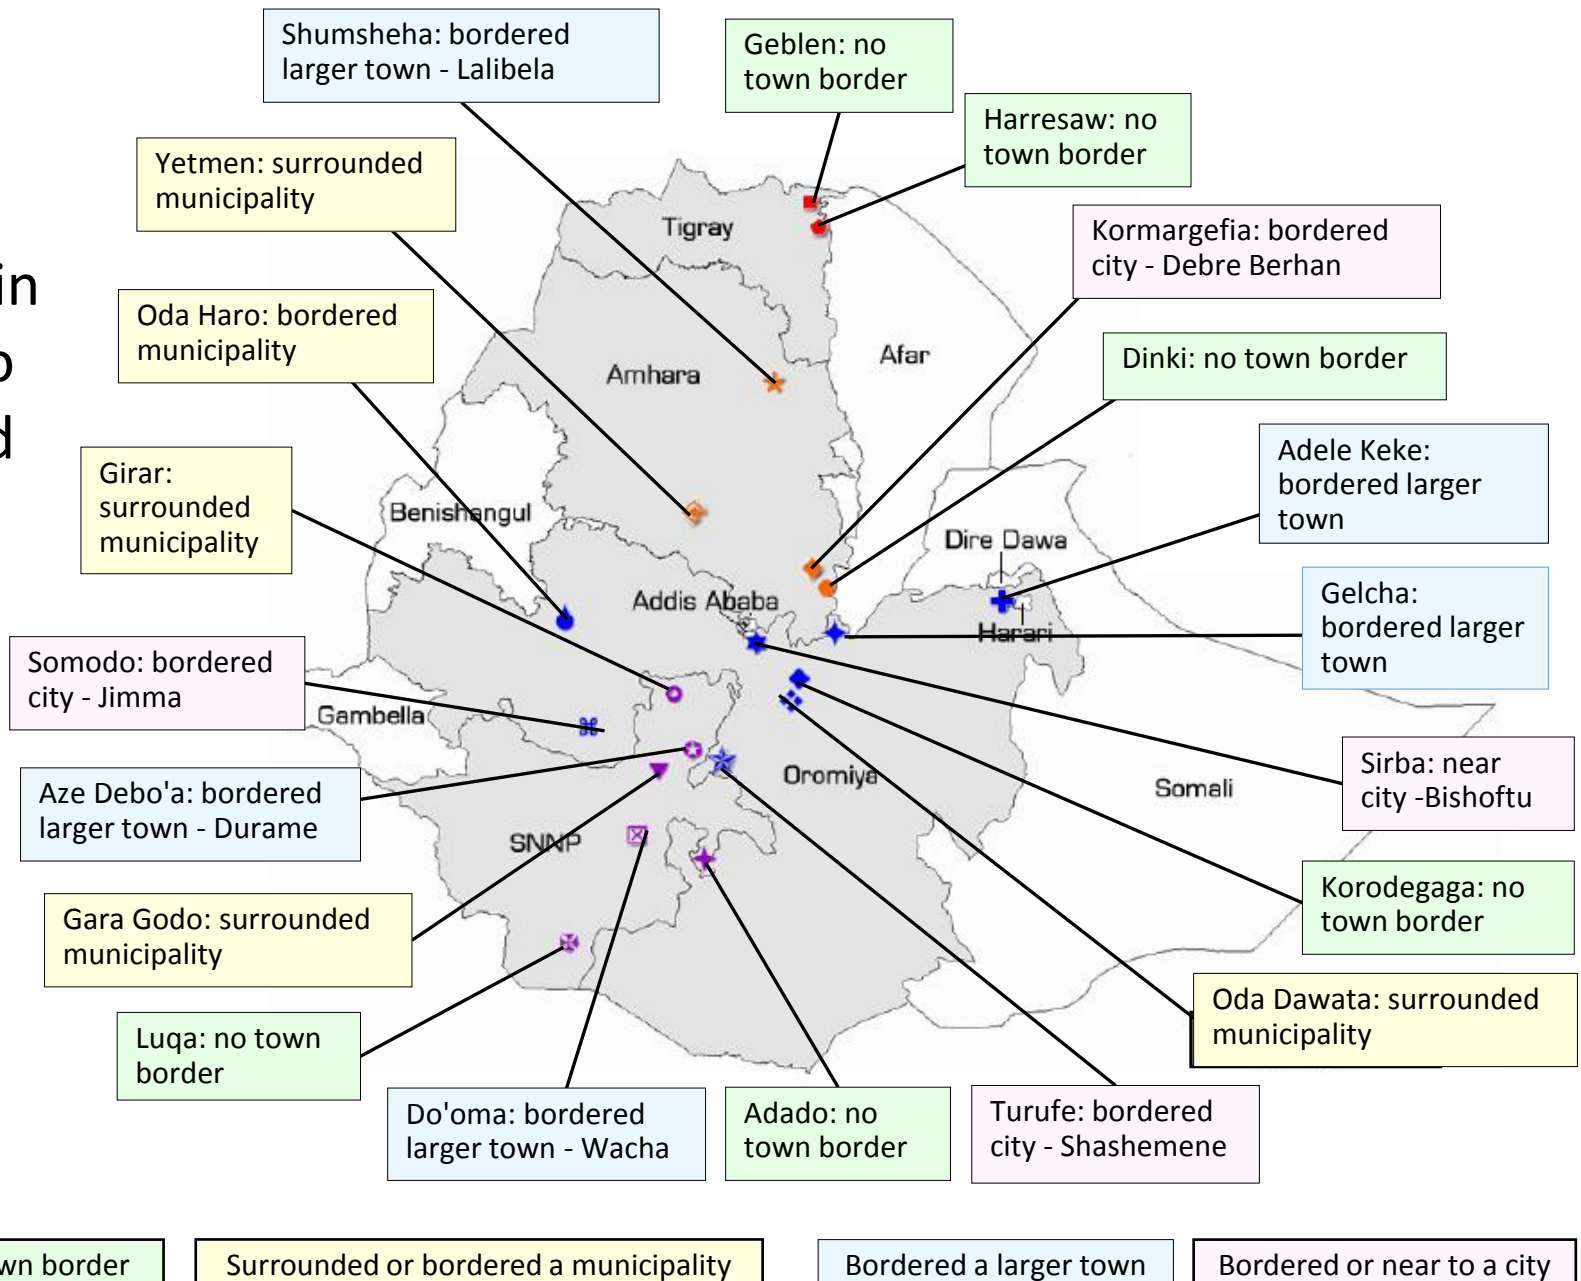 Shumsheha: bordered
larger town - Lalibela
Geblen: no
town border
Harresaw: no
town border
Yetmen: surrounded
municipality
Kormargefia: bordered
city - Debre Berhan
Oda Haro: bordered
municipality
Dinki: no town border
Girar:
surrounded
municipality
Adele Keke:
bordered larger
town
Gelcha:
bordered larger
town
Somodo: bordered
city - Jimma
Sirba: near
city -Bishoftu
Aze Debo'a: bordered
larger town - Durame
Korodegaga: no
town border
Gara Godo: surrounded
municipality
Oda Dawata: surrounded
municipality
Luqa: no town
border
Do'oma: bordered
larger town - Wacha
Adado: no
town border
Turufe: bordered
city - Shashemene
Tigray
Afar
Amhara
Benishangul
Dire Dawa
Addis Ababa
Harari
Gambella
Oromiya
Somali
SNNP
in
border
Surrounded or bordered a municipality
Bordered a larger town
Bordered or near to a city